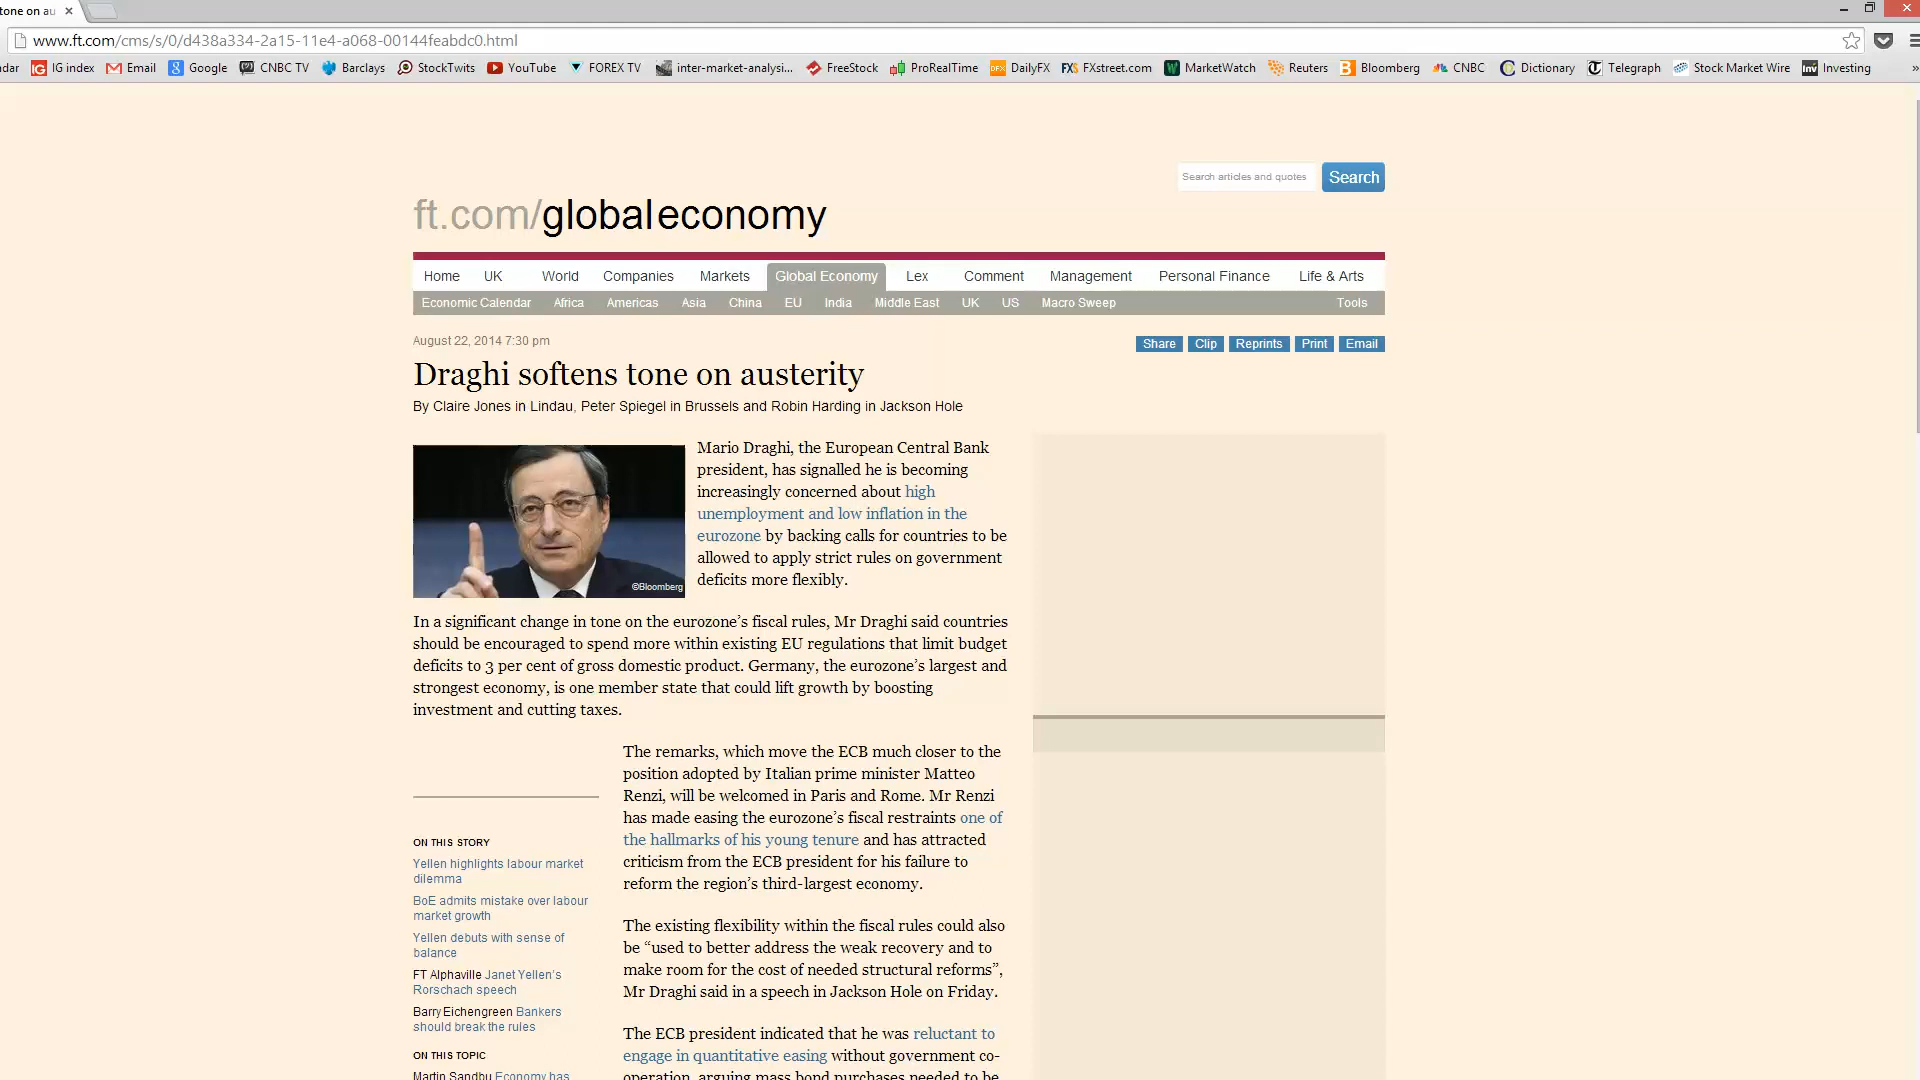 tone on au
www.ft.com/cms/s/0/d438a334-2a15-11e4-a068-00144feabdc0.html
ndar IG index Email Google CNBC TV Barclays StockTwits YouTube FOREX TV inter-market-analysi... FreeStock ProRealTime DailyFX FXstreet.com MarketWatch Reuters Bloomberg CNBC Dictionary Telegraph Stock Market Wire Investing »
Search articles and quotes Search
ft.com/globaleconomy
Home UK World Companies Markets Global Economy Lex Comment Management Personal Finance Life & Arts
Economic Calendar Africa Americas Asia China EU India Middle East UK US Macro Sweep Tools
August 22, 2014 7:30 pm
Share Clip Reprints Print Email
Draghi softens tone on austerity
By Claire Jones in Lindau, Peter Spiegel in Brussels and Robin Harding in Jackson Hole
©Bloomberg
Mario Draghi, the European Central Bank
president, has signalled he is becoming
increasingly concerned about high
unemployment and low inflation in the
eurozone by backing calls for countries to be
allowed to apply strict rules on government
deficits more flexibly.
In a significant change in tone on the eurozone’s fiscal rules, Mr Draghi said countries
should be encouraged to spend more within existing EU regulations that limit budget
deficits to 3 per cent of gross domestic product. Germany, the eurozone’s largest and
strongest economy, is one member state that could lift growth by boosting
investment and cutting taxes.
The remarks, which move the ECB much closer to the
position adopted by Italian prime minister Matteo
Renzi, will be welcomed in Paris and Rome. Mr Renzi
has made easing the eurozone’s fiscal restraints one of
the hallmarks of his young tenure and has attracted
criticism from the ECB president for his failure to
reform the region’s third-largest economy.
The existing flexibility within the fiscal rules could also
be “used to better address the weak recovery and to
make room for the cost of needed structural reforms”,
Mr Draghi said in a speech in Jackson Hole on Friday.
The ECB president indicated that he was reluctant to
engage in quantitative easing without government co-
operation, arguing mass bond purchases needed to be
ON THIS STORY
Yellen highlights labour market
dilemma
BoE admits mistake over labour
market growth
Yellen debuts with sense of
balance
FT Alphaville Janet Yellen’s
Rorschach speech
Barry Eichengreen Bankers
should break the rules
ON THIS TOPIC
Martin Sandbu Economy has